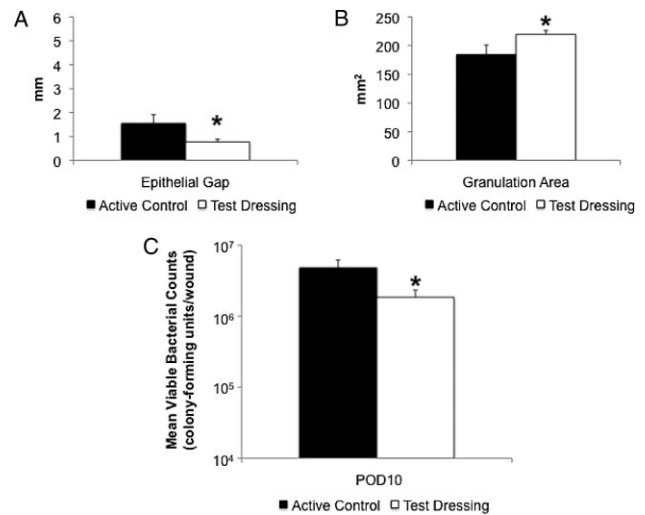 A
6
5
4
3
2
1
0
mm
*
Epithelial Gap
Active Control Test Dressing
B
250
200
150
100
50
0
mm²
*
Granulation Area
Active Control Test Dressing
C
10⁷
10⁶
10⁵
10⁴
Mean Viable Bacterial Counts
(colony-forming units/wound)
*
POD10
Active Control Test Dressing